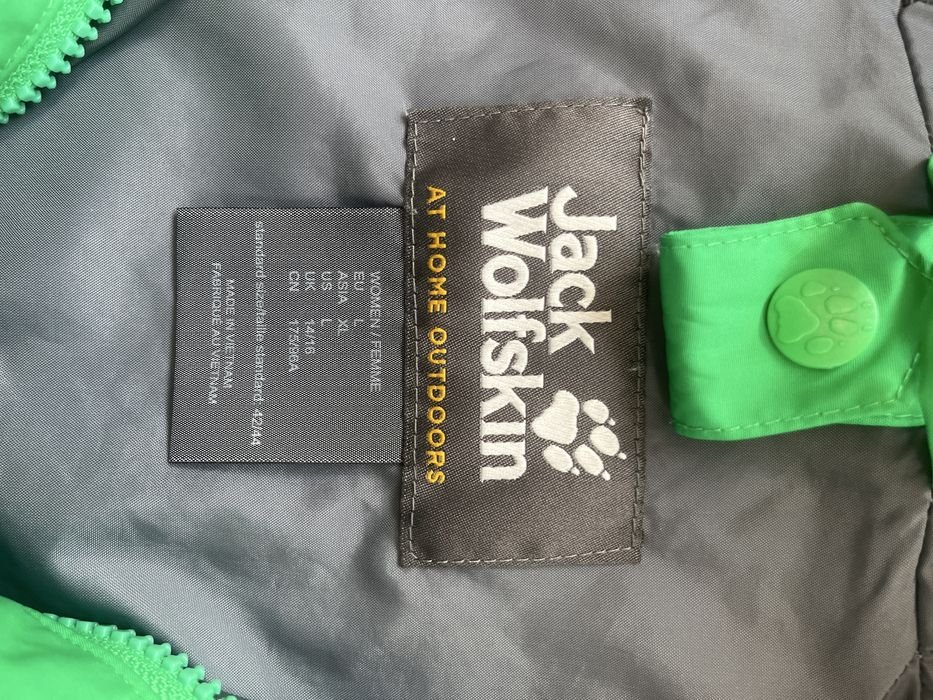 Jack
Wolfskin
AT HOME OUTDOORS
WOMEN / FEMME
EU L
ASIA XL
US L
UK 14/16
CN 175/96A
standard size/taille standard 42/44
MADE IN VIETNAM
FABRIQUÉ AU VIETNAM